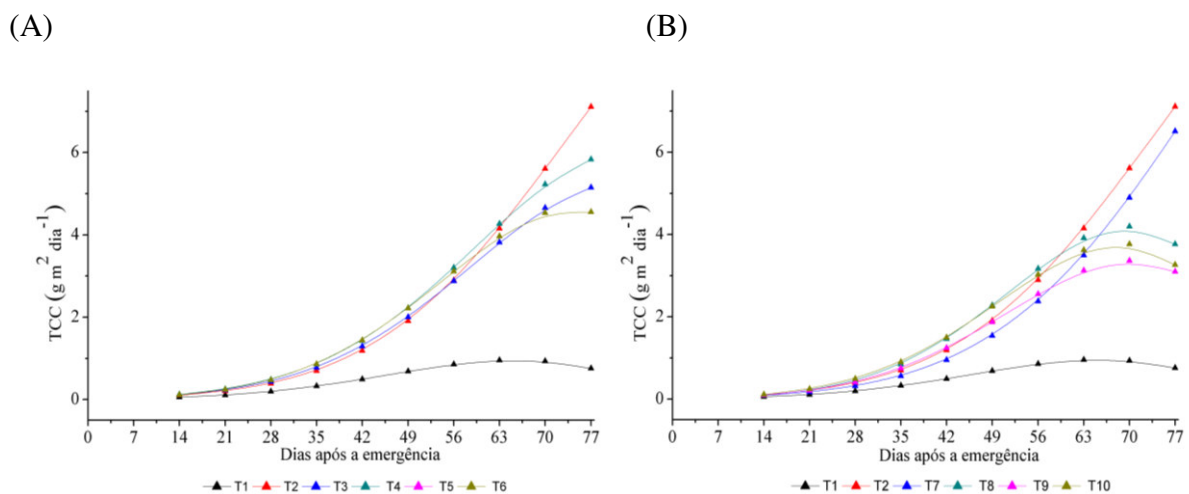 (A)
(B)
TCC (g m² dia⁻¹)
6
4
2
0
0 7 14 21 28 35 42 49 56 63 70 77
Dias após a emergência
T1 T2 T3 T4 T5 T6
TCC (g m² dia⁻¹)
6
4
2
0
0 7 14 21 28 35 42 49 56 63 70 77
Dias após a emergência
T1 T2 T7 T8 T9 T10